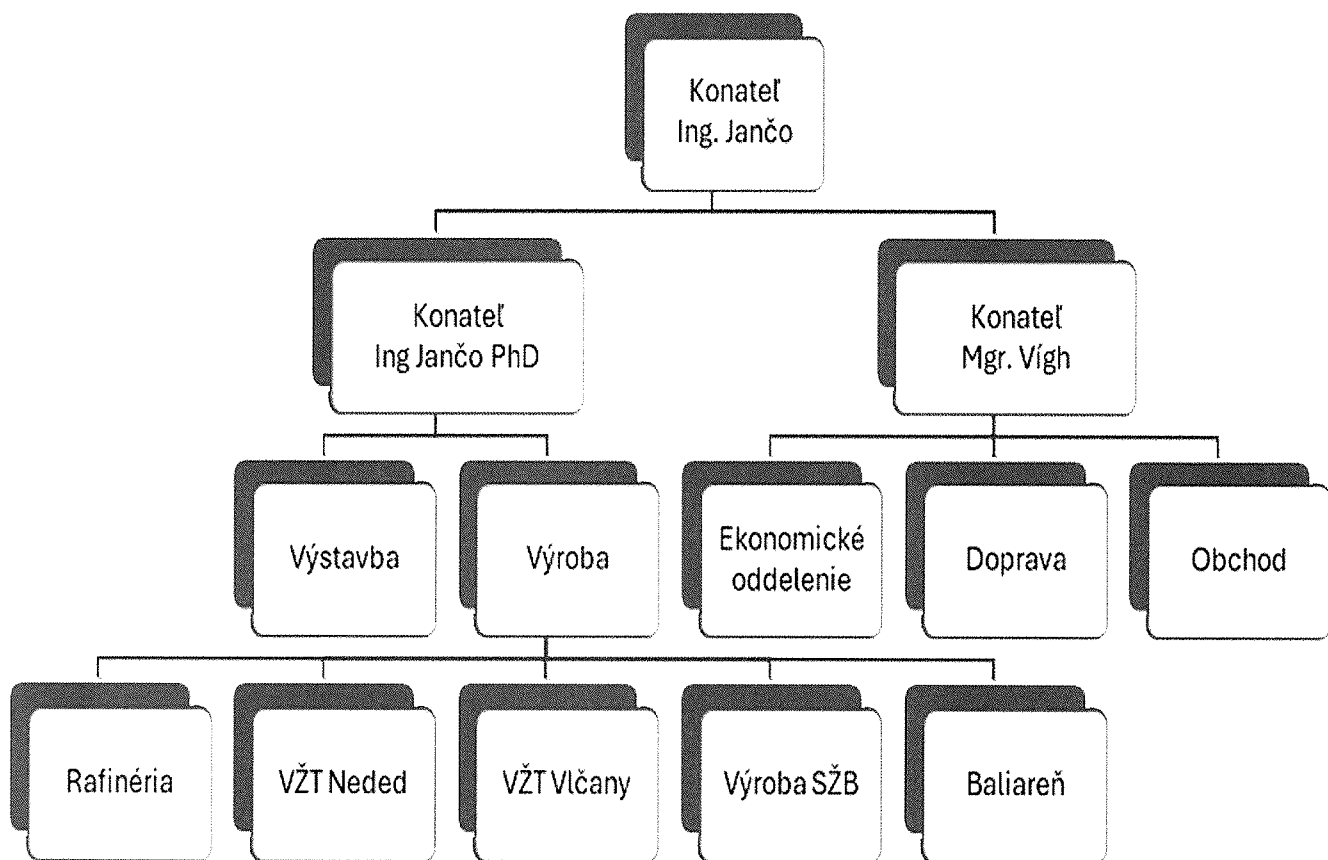 Konateľ
Ing. Jančo
Konateľ
Ing Jančo PhD
Konateľ
Mgr. Vígh
Výstavba
Výroba
Ekonomické
oddelenie
Doprava
Obchod
Rafinéria
VŽT Neded
VŽT Vlčany
Výroba SŽB
Baliareň